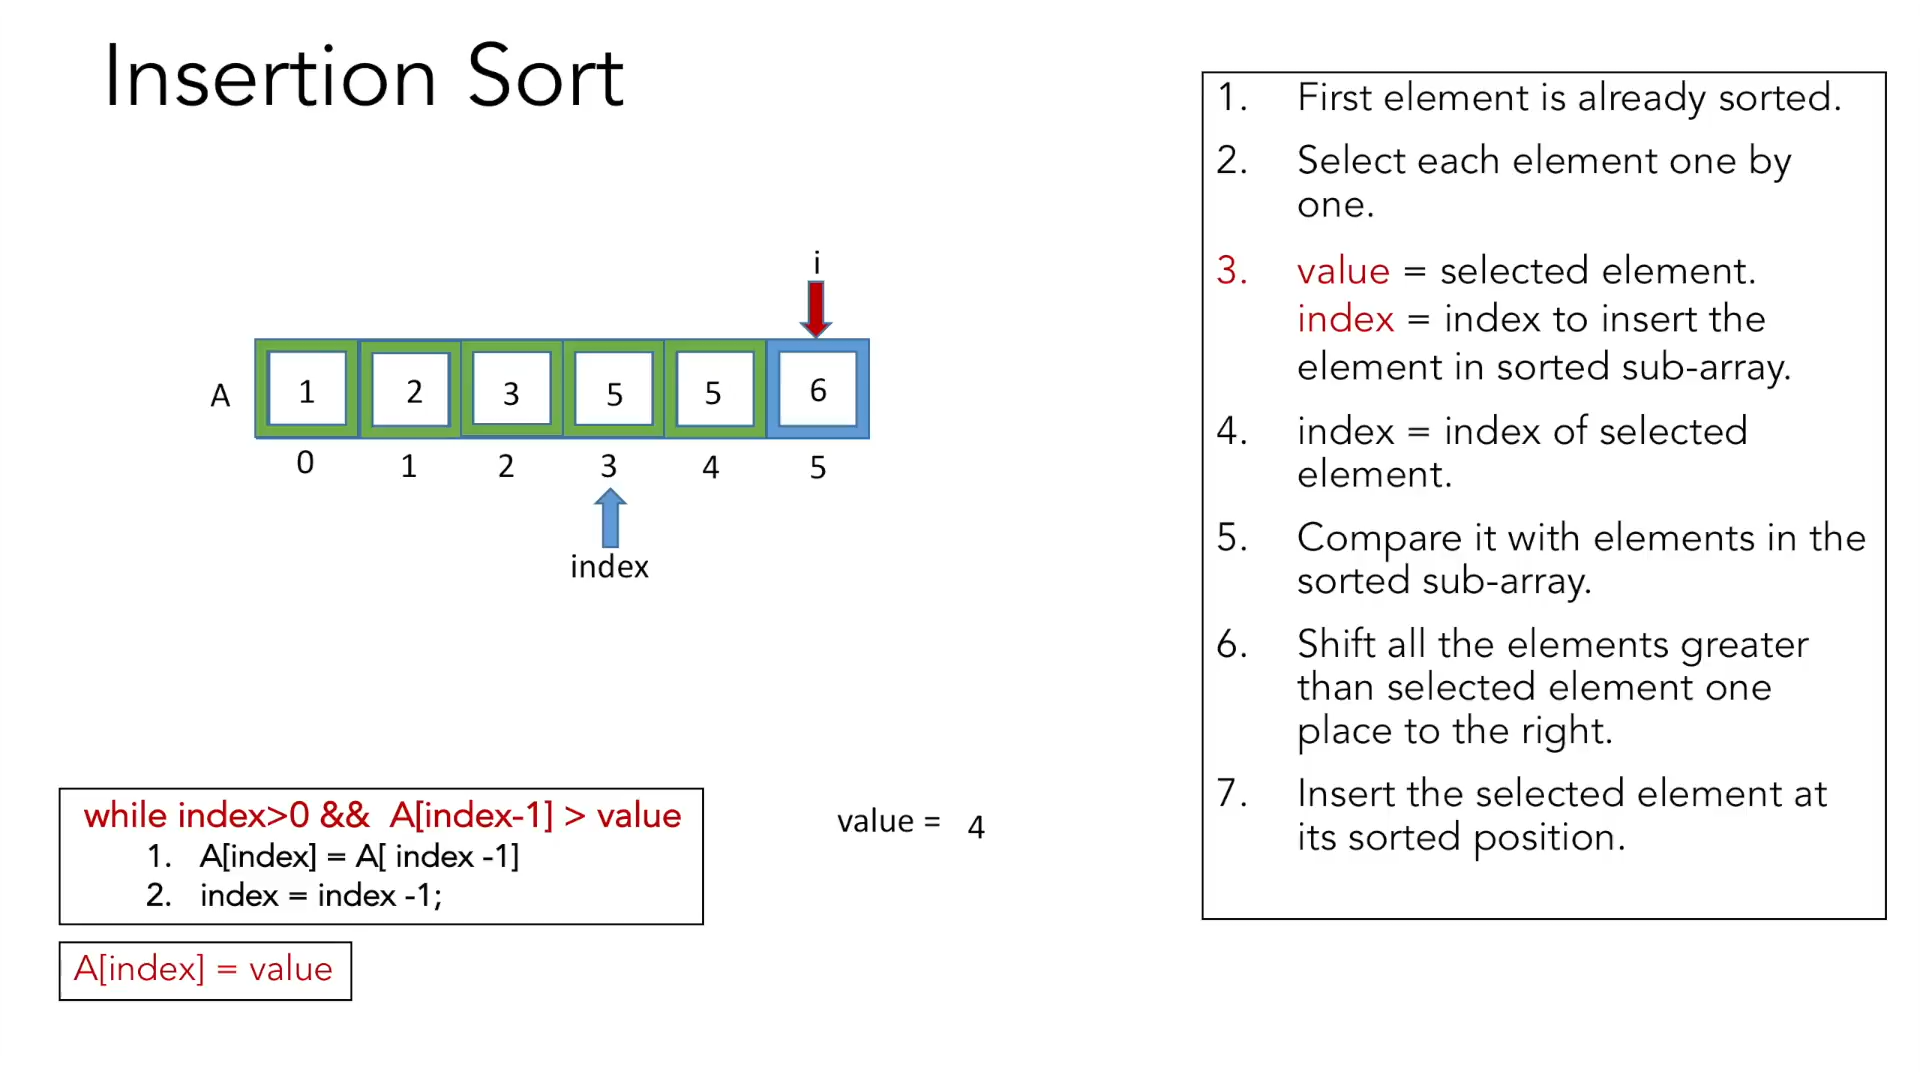 Insertion Sort
i
A
1 2 3 5 5 6
0 1 2 3 4 5
index
while index>0 && A[index-1] > value
1. A[index] = A[ index -1]
2. index = index -1;
A[index] = value
value = 4
1. First element is already sorted.
2. Select each element one by
one.
3. value = selected element.
index = index to insert the
element in sorted sub-array.
4. index = index of selected
element.
5. Compare it with elements in the
sorted sub-array.
6. Shift all the elements greater
than selected element one
place to the right.
7. Insert the selected element at
its sorted position.